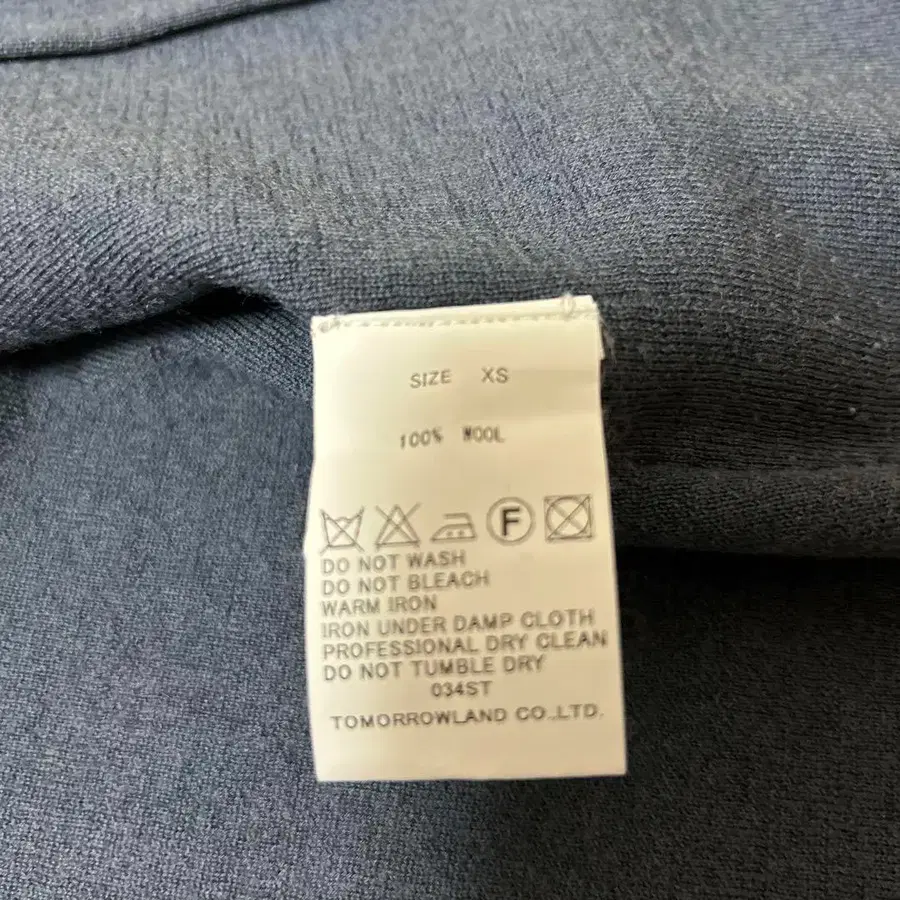 SIZE XS
100% WOOL
F
DO NOT WASH
DO NOT BLEACH
WARM IRON
IRON UNDER DAMP CLOTH
PROFESSIONAL DRY CLEAN
DO NOT TUMBLE DRY
034ST
TOMORROWLAND CO.,LTD.